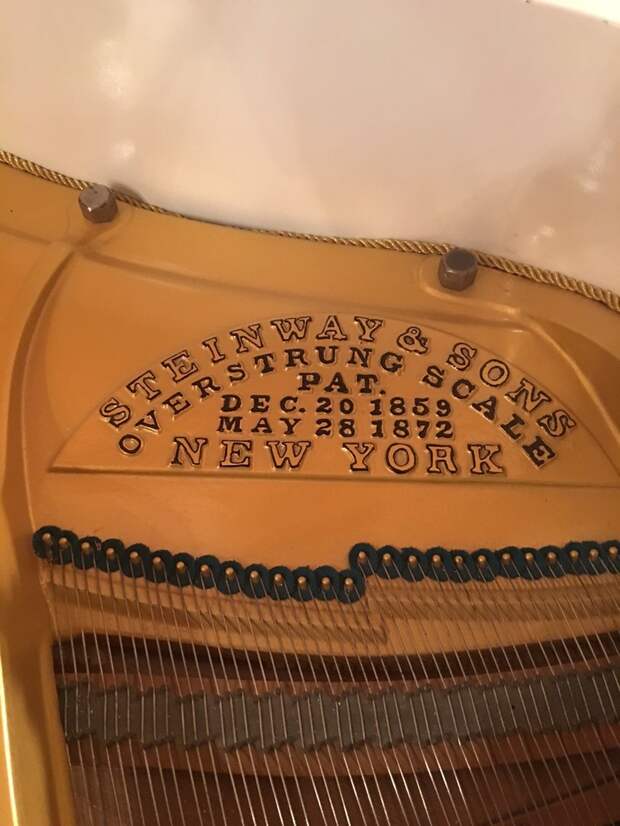 STEINWAY & SONS
OVERSTRUNG SCALE
PAT.
DEC. 20 1859
MAY 28 1872
NEW YORK